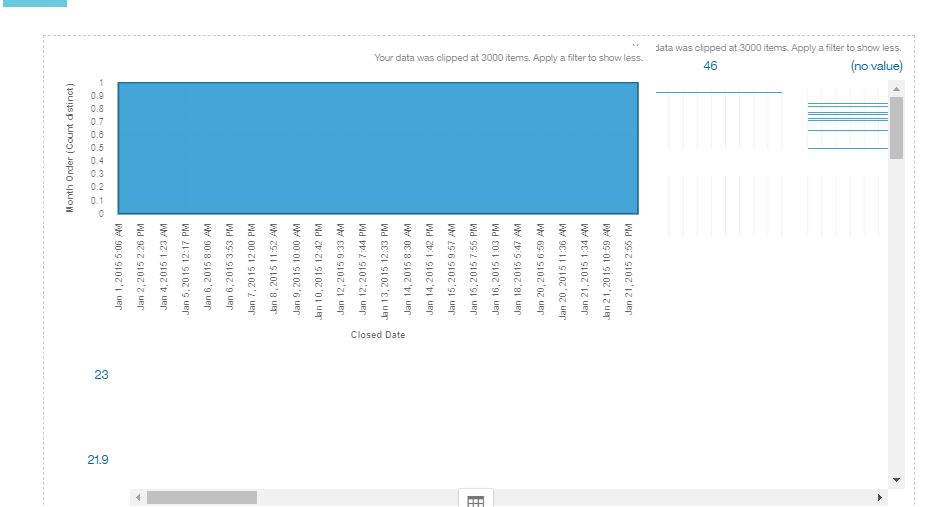 data was clipped at 3000 items. Apply a filter to show less.
Your data was clipped at 3000 items. Apply a filter to show less.
46
(no value)
Month Order (Count distinct)
1
0.9
0.8
0.7
0.6
0.5
0.4
0.3
0.2
0.1
0
Jan 1, 2015 5:06 AM
Jan 2, 2015 2:26 PM
Jan 4, 2015 1:23 AM
Jan 5, 2015 12:17 PM
Jan 6, 2015 8:06 AM
Jan 6, 2015 3:53 PM
Jan 7, 2015 12:00 PM
Jan 8, 2015 11:52 AM
Jan 9, 2015 10:00 AM
Jan 10, 2015 12:42 PM
Jan 12, 2015 9:33 AM
Jan 12, 2015 7:44 PM
Jan 13, 2015 12:33 PM
Jan 14, 2015 8:30 AM
Jan 14, 2015 1:42 PM
Jan 15, 2015 9:57 AM
Jan 15, 2015 7:55 PM
Jan 16, 2015 1:03 PM
Jan 18, 2015 5:47 AM
Jan 20, 2015 6:59 AM
Jan 20, 2015 11:36 AM
Jan 21, 2015 1:34 AM
Jan 21, 2015 10:59 AM
Jan 21, 2015 2:55 PM
Closed Date
23
21.9